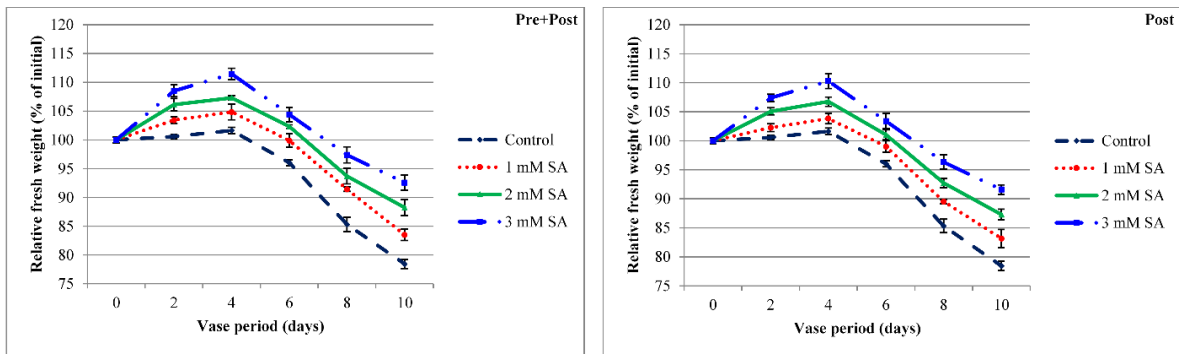 Pre+Post
Relative fresh weight (% of initial)
120
115
110
105
100
95
90
85
80
75
0 2 4 6 8 10
Vase period (days)
Control
1 mM SA
2 mM SA
3 mM SA
Post
Relative fresh weight (% of initial)
120
115
110
105
100
95
90
85
80
75
0 2 4 6 8 10
Vase period (days)
Control
1 mM SA
2 mM SA
3 mM SA